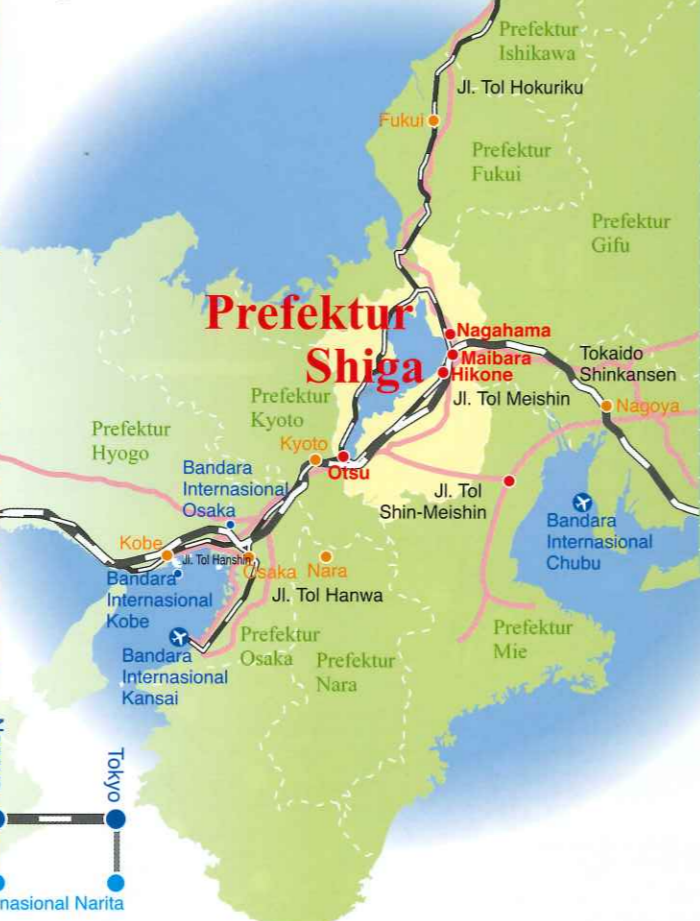 Prefektur
Ishikawa
Jl. Tol Hokuriku
Fukui
Prefektur
Fukui
Prefektur
Gifu
Prefektur
Shiga
Nagahama
Maibara
Hikone
Tokaido
Shinkansen
Jl. Tol Meishin
Nagoya
Prefektur
Kyoto
Prefektur
Hyogo
Kyoto
Otsu
Bandara
Internasional
Osaka
Jl. Tol
Shin-Meishin
Bandara
Internasional
Chubu
Kobe
Jl. Tol Hanshin
Osaka
Nara
Bandara
Internasional
Kobe
Jl. Tol Hanwa
Prefektur
Osaka
Prefektur
Nara
Prefektur
Mie
Bandara
Internasional
Kansai
Tokyo
nasional Narita